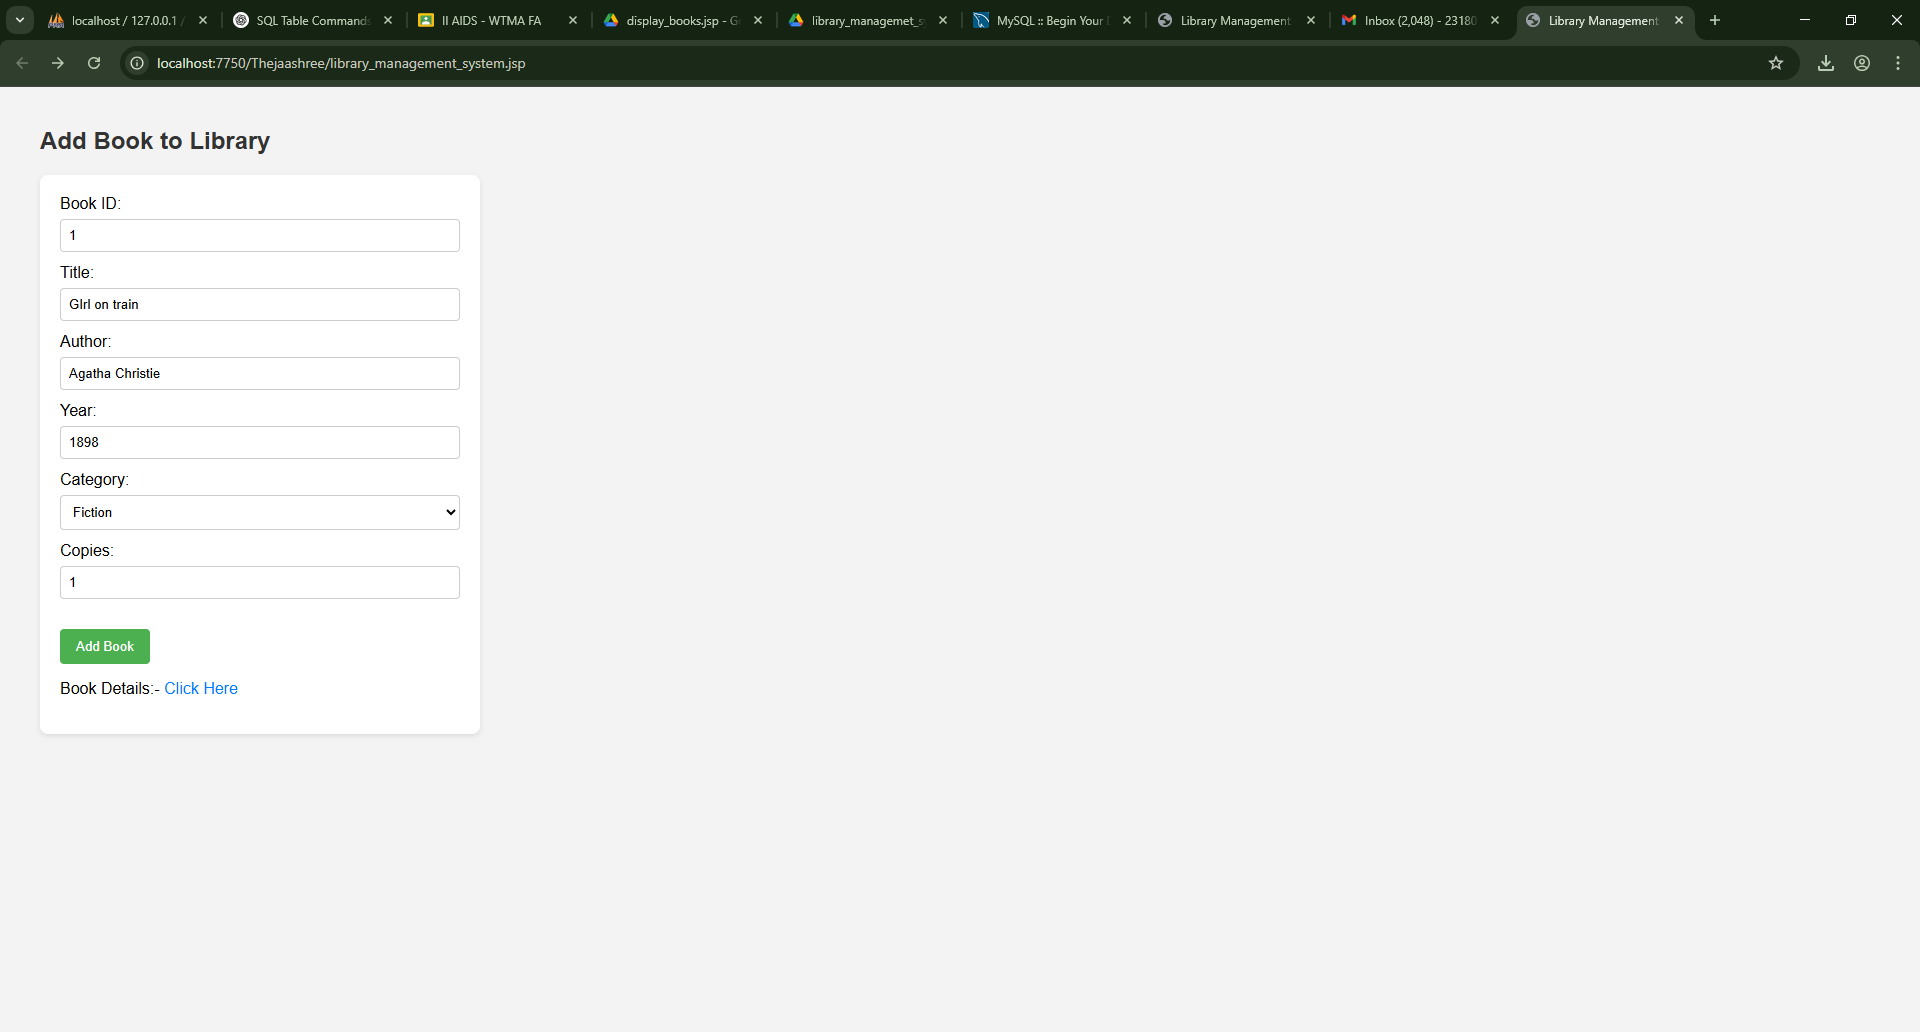 localhost / 127.0.0.1 /
SQL Table Commands
II AIDS - WTMA FA
display_books.jsp - G
library_managemet_s
MySQL :: Begin Your
Library Management
Inbox (2,048) - 23180
Library Management
localhost:7750/Thejaashree/library_management_system.jsp
Add Book to Library
Book ID:
1
Title:
GIrl on train
Author:
Agatha Christie
Year:
1898
Category:
Fiction
Copies:
1
Add Book
Book Details:- Click Here